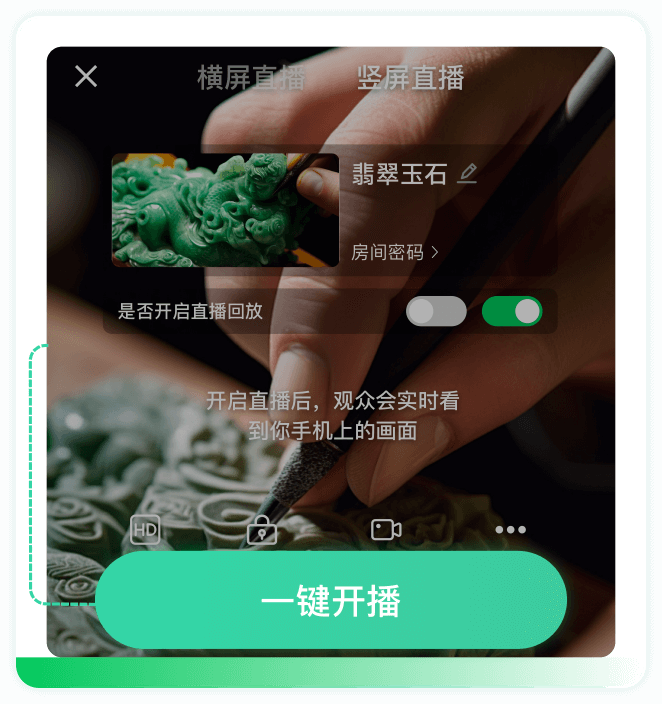 横屏直播 竖屏直播
翡翠玉石
房间密码
是否开启直播回放
开启直播后，观众会实时看
到你手机上的画面
HD
一键开播